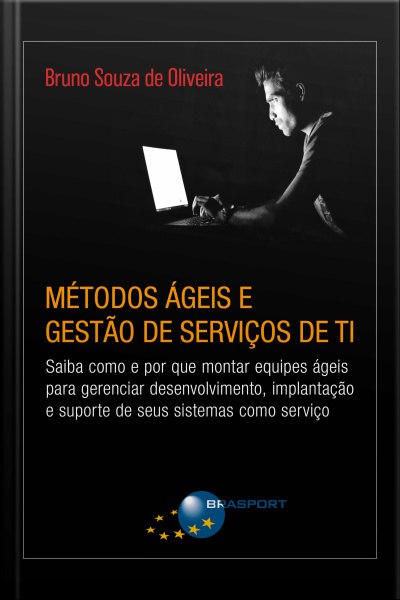 Bruno Souza de Oliveira
MÉTODOS ÁGEIS E
GESTÃO DE SERVIÇOS DE TI
Saiba como e por que montar equipes ágeis
para gerenciar desenvolvimento, implantação
e suporte de seus sistemas como serviço
BRASPORT